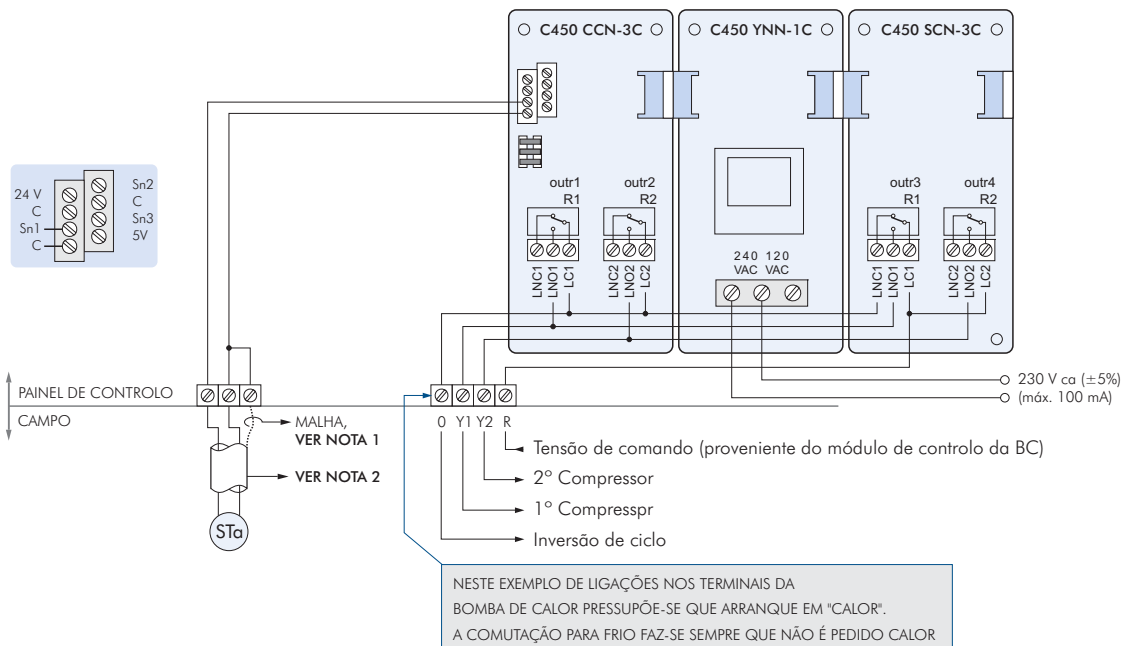 C450 CCN-3C
C450 YNN-1C
C450 SCN-3C
24 V
C
Sn1
C
Sn2
C
Sn3
5V
outr1
R1
outr2
R2
outr3
R1
outr4
R2
240 120
VAC VAC
LNC1
LNO1
LC1
LNC2
LNO2
LC2
LNC1
LNO1
LC1
LNC2
LNO2
LC2
230 V ca (±5%)
(máx. 100 mA)
PAINEL DE CONTROLO
CAMPO
MALHA,
VER NOTA 1
VER NOTA 2
STa
0 Y1 Y2 R
Tensão de comando (proveniente do módulo de controlo da BC)
2º Compressor
1º Compresspr
Inversão de ciclo
NESTE EXEMPLO DE LIGAÇÕES NOS TERMINAIS DA
BOMBA DE CALOR PRESSUPÕE-SE QUE ARRANQUE EM "CALOR".
A COMUTAÇÃO PARA FRIO FAZ-SE SEMPRE QUE NÃO É PEDIDO CALOR